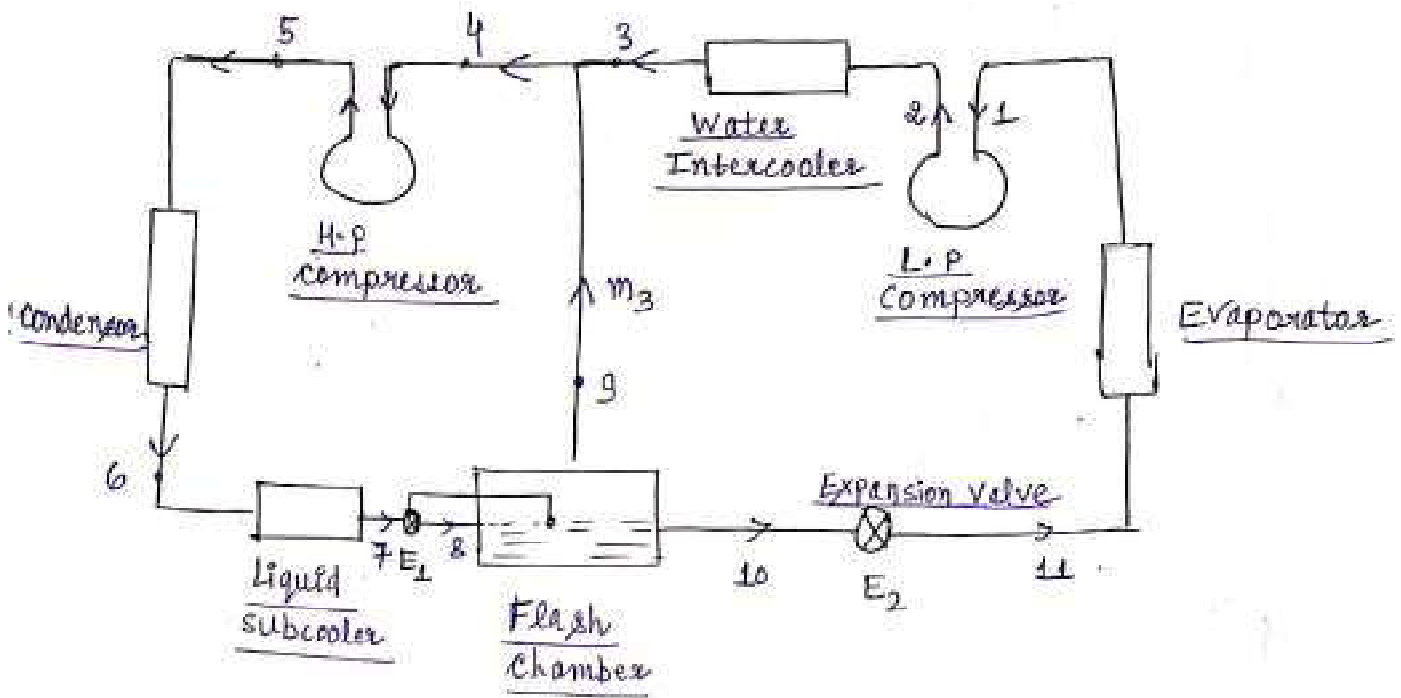 5
4
3
Water
Intercooler
2
1
H.P
compressor
L.P
Compressor
Evaporator
Condensor
m3
9
6
Expansion valve
7
E1
8
10
E2
11
Liquid
subcooler
Flash
Chamber